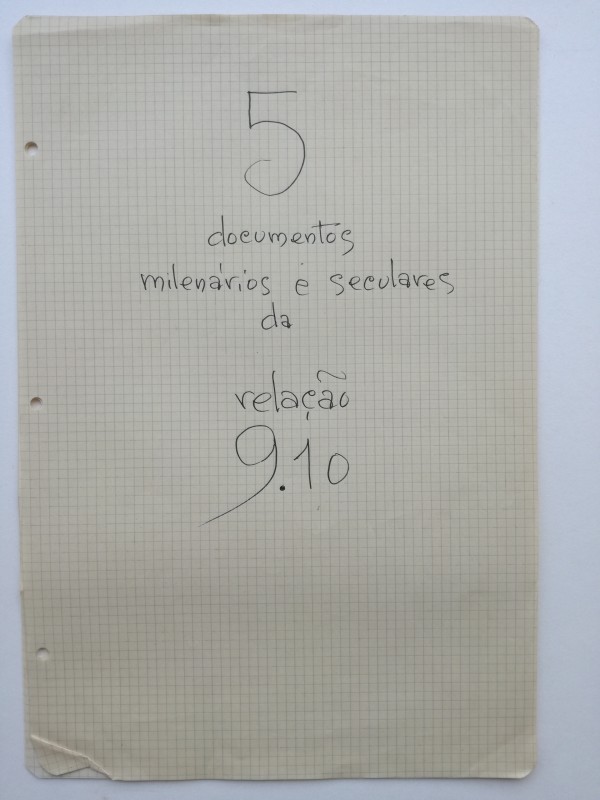 5
documentos
milenários e seculares
da
relação
9.10